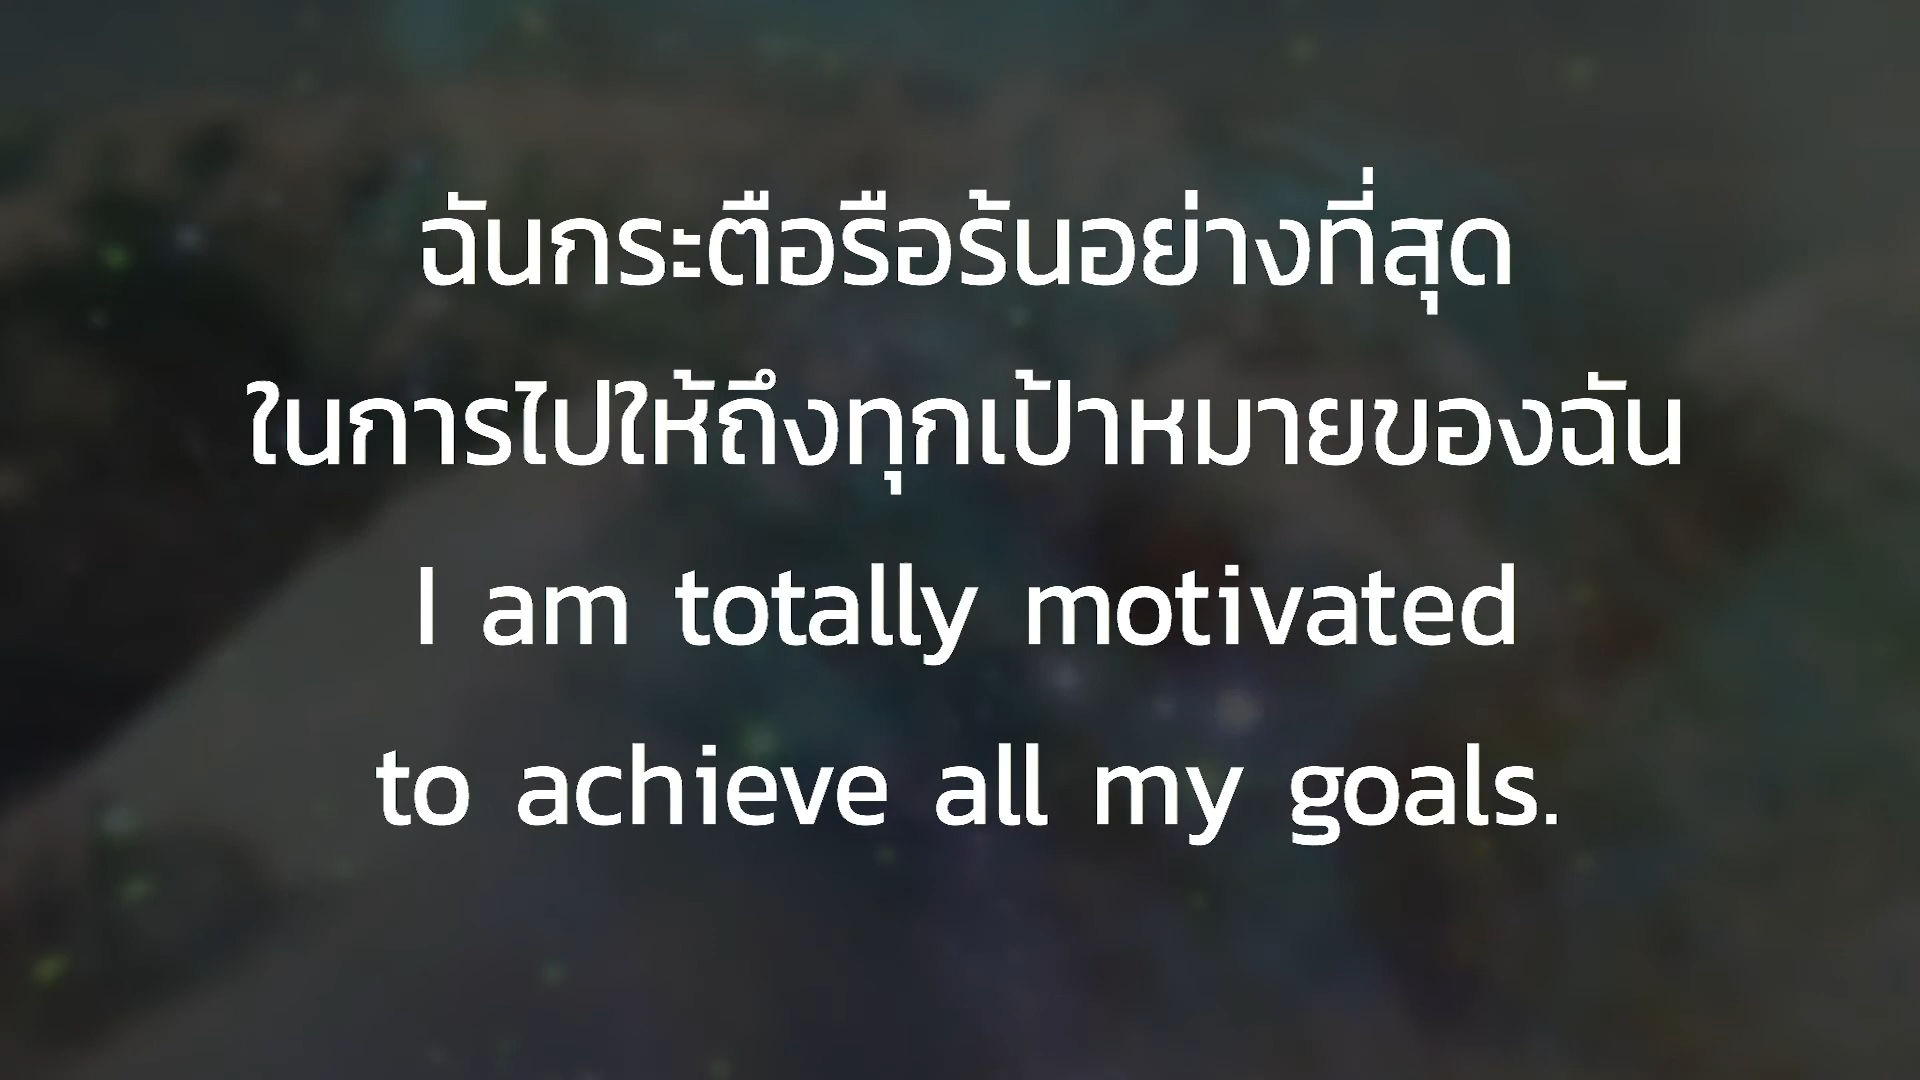 ฉันกระตือรือร้นอย่างที่สุด
ในการไปให้ถึงทุกเป้าหมายของฉัน
I am totally motivated
to achieve all my goals.